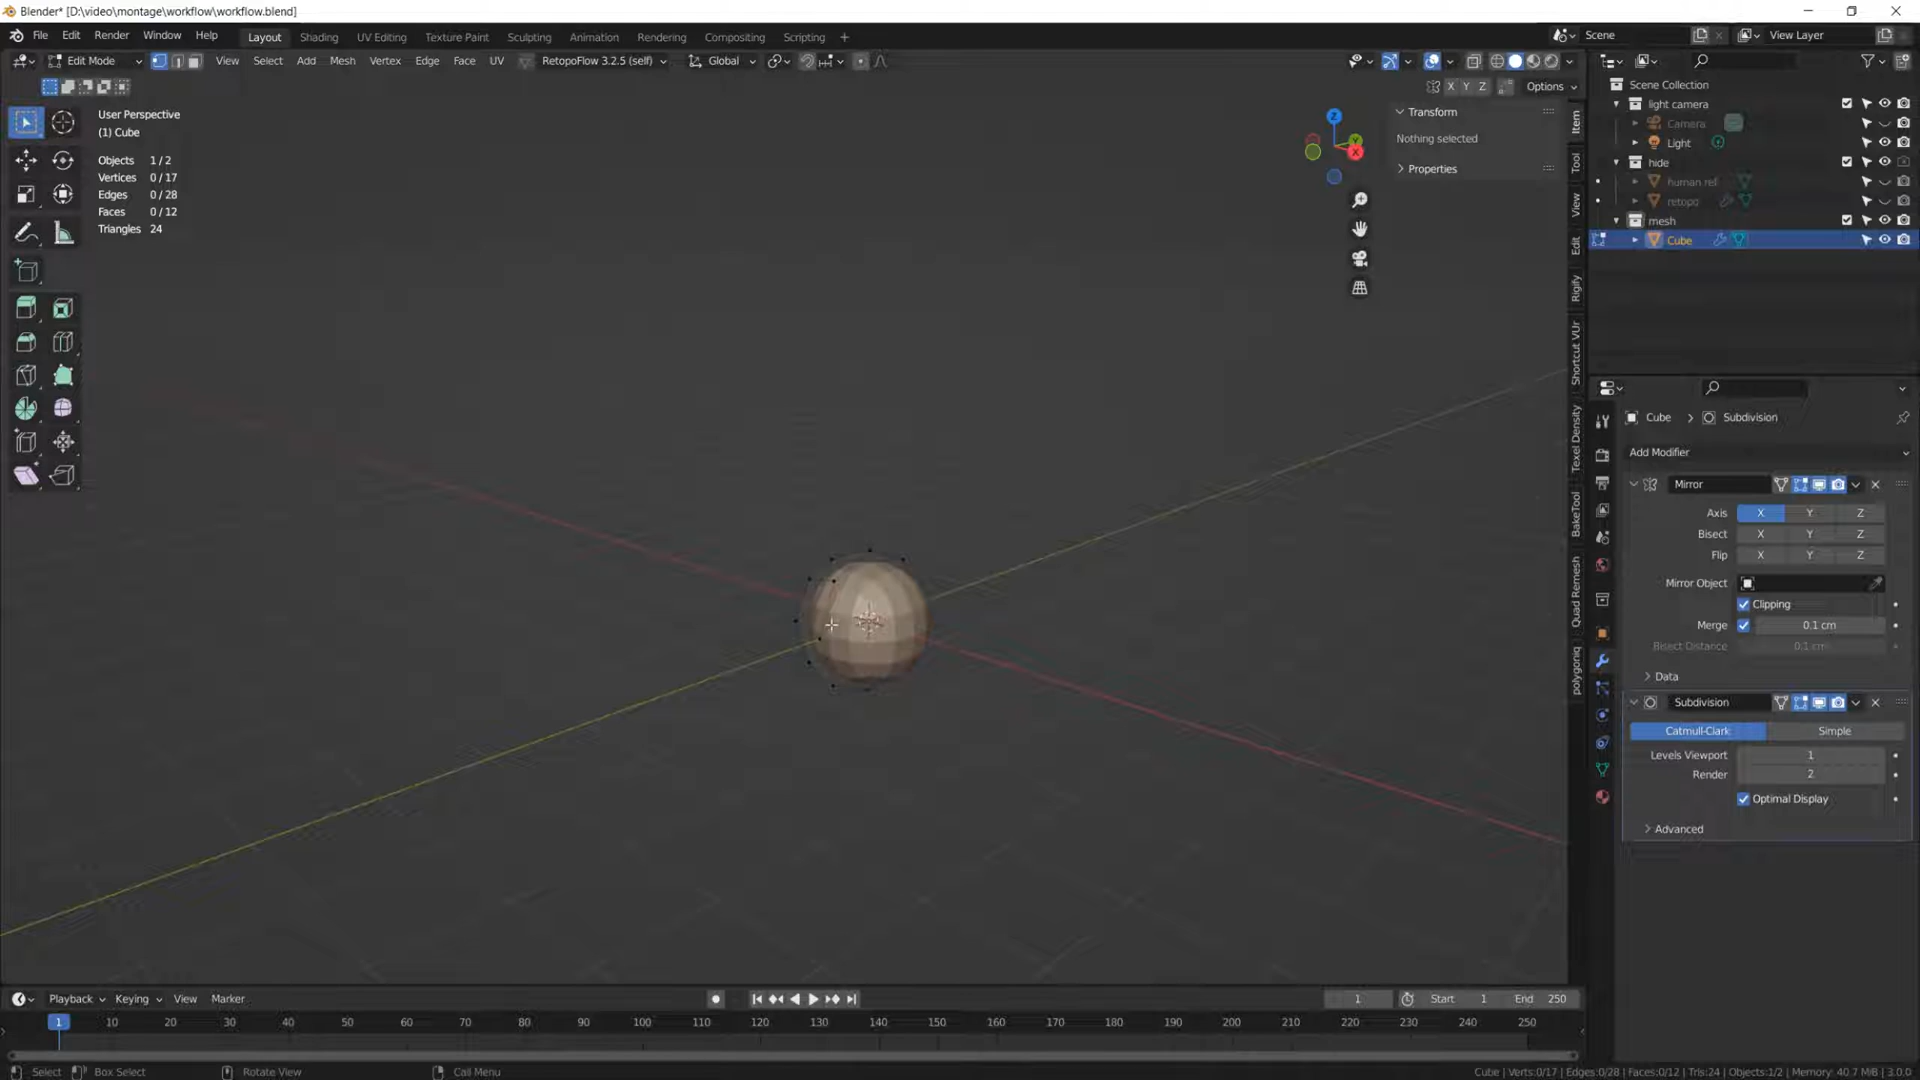 Blender* [D:\video\montage\workflow\workflow.blend]
File Edit Render Window Help Layout Shading UV Editing Texture Paint Sculpting Animation Rendering Compositing Scripting + Scene View Layer
Edit Mode View Select Add Mesh Vertex Edge Face UV RetopoFlow 3.2.5 (self) Global
X Y Z Options
User Perspective
(1) Cube
Objects 1/2
Vertices 0/17
Edges 0/28
Faces 0/12
Triangles 24
Z
Y
X
Transform
Nothing selected
Properties
Item
Tool
View
Edit
Rigify
Shortcut VUr
Texel Density
BakeTool
Quad Remesh
polygoniq
Scene Collection
light camera
Camera
Light
hide
human ref
retopo
mesh
Cube
Cube > Subdivision
Add Modifier
Mirror
Axis X Y Z
Bisect X Y Z
Flip X Y Z
Mirror Object
Clipping
Merge 0.1 cm
Bisect Distance 0.1 cm
Data
Subdivision
Catmull-Clark Simple
Levels Viewport 1
Render 2
Optimal Display
Advanced
Playback Keying View Marker 1 Start 1 End 250
1 10 20 30 40 50 60 70 80 90 100 110 120 130 140 150 160 170 180 190 200 210 220 230 240 250
Select Box Select Rotate View Call Menu Cube | Verts:0/17 | Edges:0/28 | Faces:0/12 | Tris:24 | Objects:1/2 | Memory: 40.7 MiB | 3.0.0